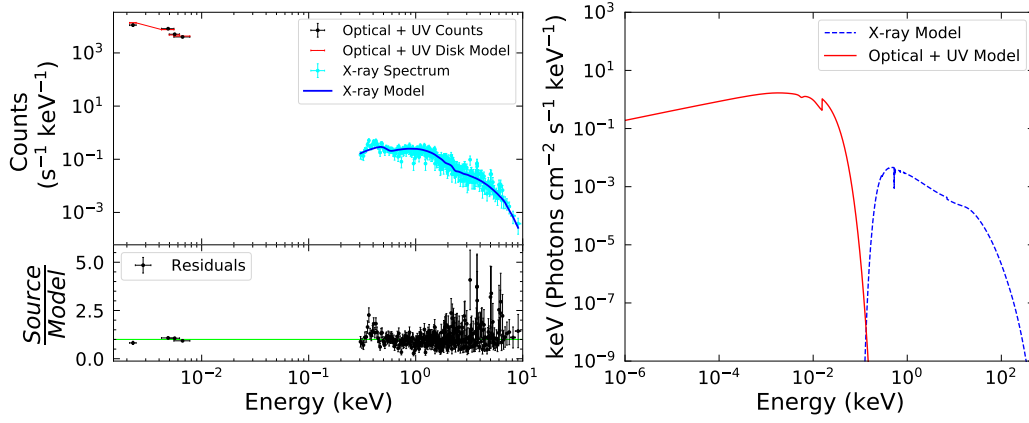 10³
10¹
10⁻¹
10⁻³
Counts
(s⁻¹ keV⁻¹)
Optical + UV Counts
Optical + UV Disk Model
X-ray Spectrum
X-ray Model
5.0
2.5
0.0
Source
Model
Residuals
10⁻² 10⁻¹ 10⁰ 10¹
Energy (keV)
10³
10¹
10⁻¹
10⁻³
10⁻⁵
10⁻⁷
10⁻⁹
keV (Photons cm⁻² s⁻¹ keV⁻¹)
X-ray Model
Optical + UV Model
10⁻⁶ 10⁻⁴ 10⁻² 10⁰ 10²
Energy (keV)